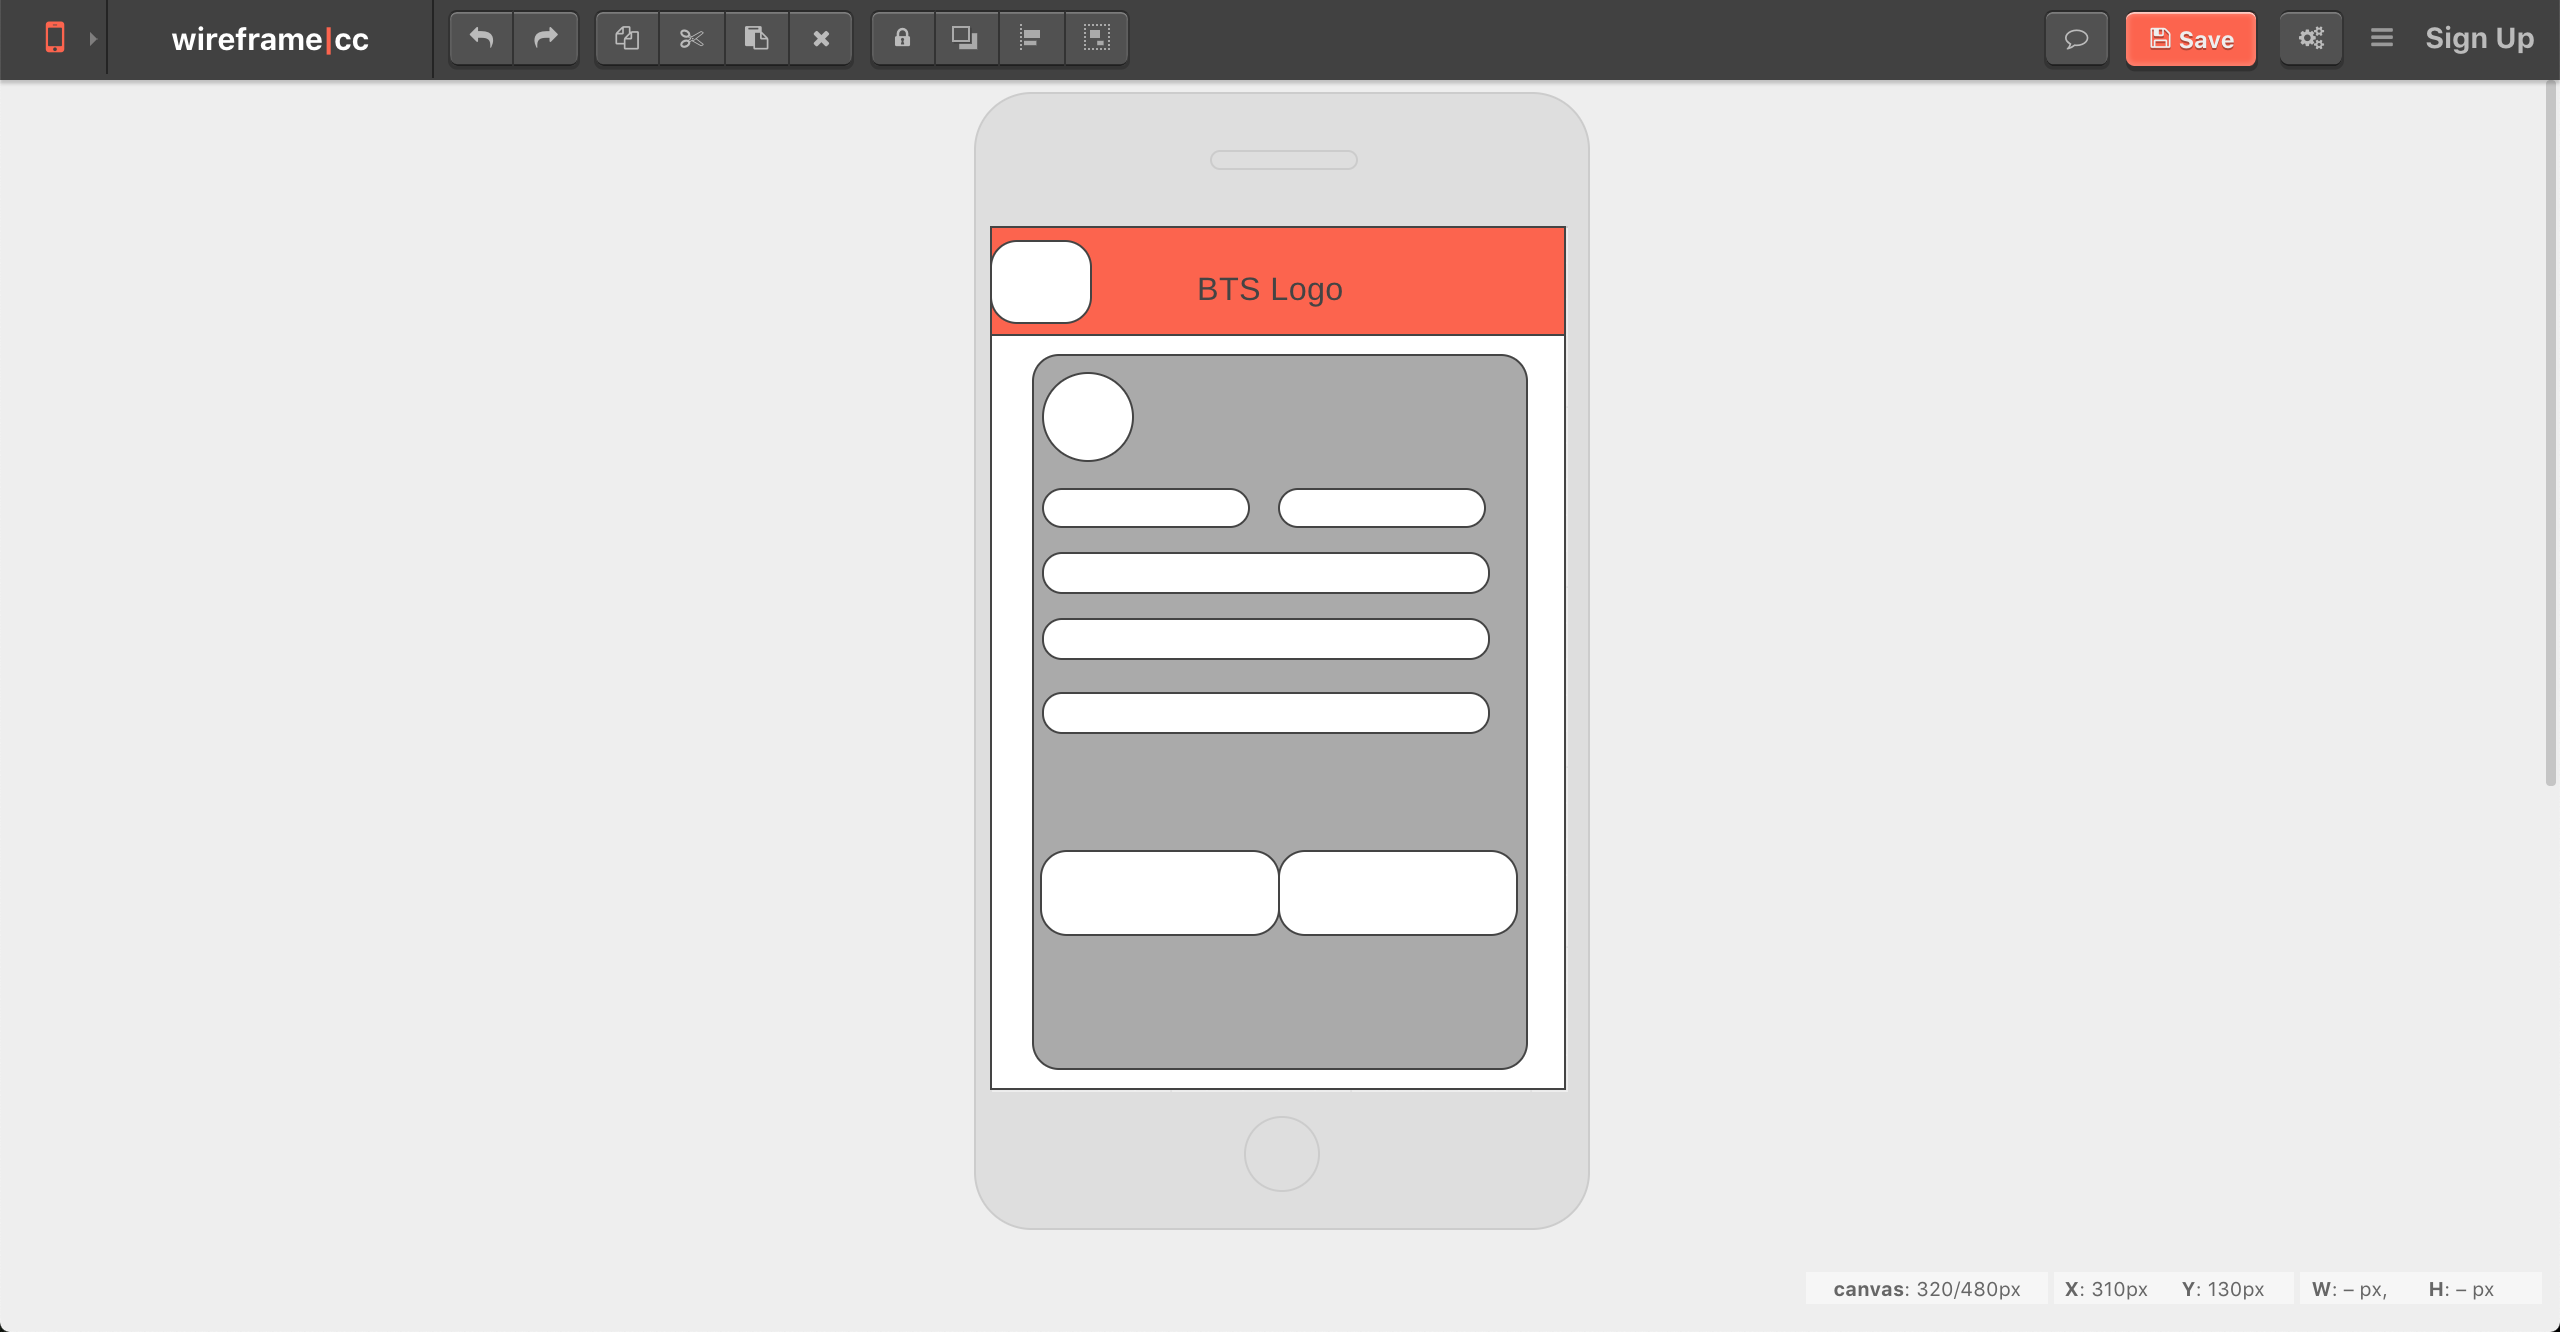 wireframe|cc
Save
Sign Up
BTS Logo
canvas: 320/480px X: 310px Y: 130px W: – px, H: – px